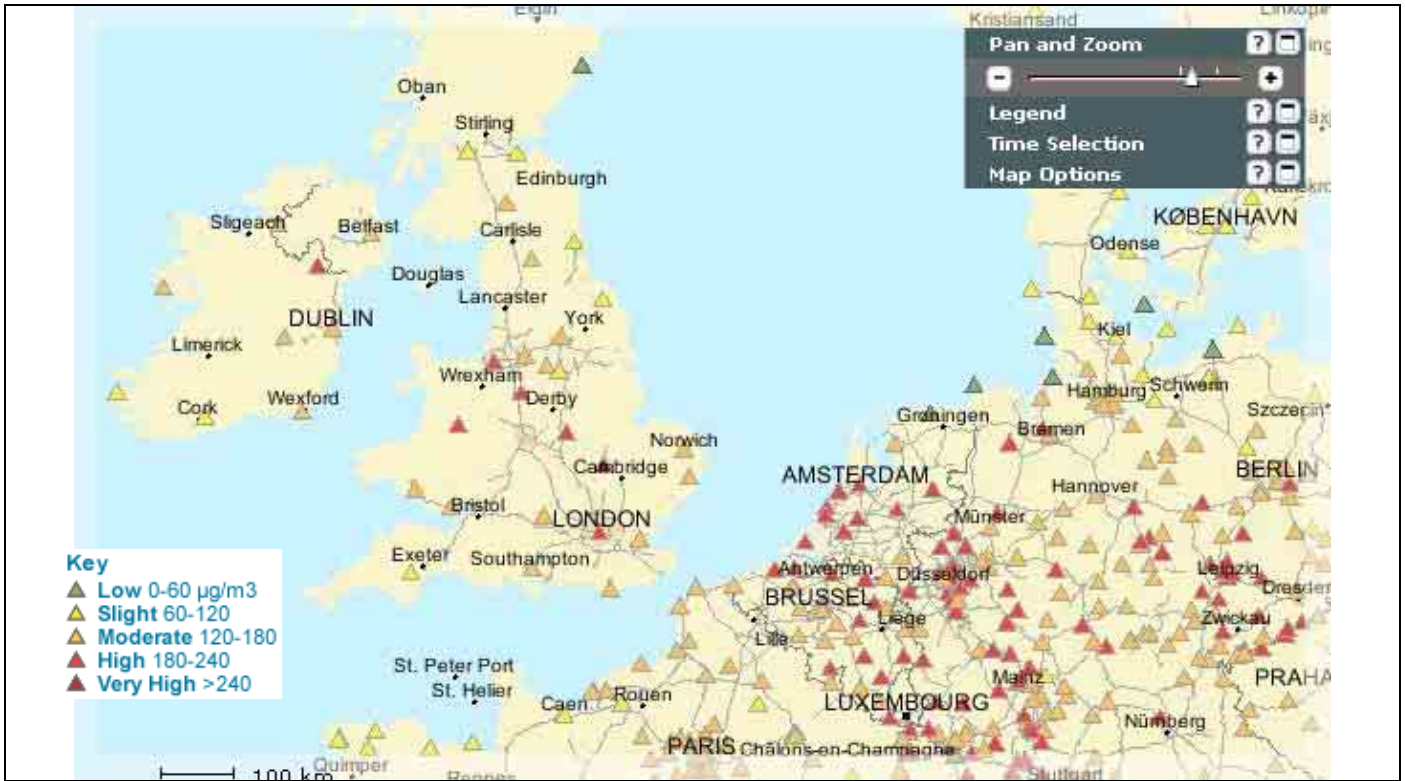 Elgin
Kristiansand
Pan and Zoom
Oban
Stirling
Legend
Time Selection
Edinburgh
Map Options
Sligeach
Belfast
Carlisle
KØBENHAVN
Odense
Douglas
Lancaster
DUBLIN
York
Kiel
Limerick
Wrexham
Derby
Hamburg
Schwerin
Cork
Wexford
Groningen
Bremen
Norwich
Cambridge
AMSTERDAM
BERLIN
Hannover
Bristol
LONDON
Münster
Exeter
Southampton
Antwerpen
Düsseldorf
Leipzig
Dresden
BRUSSEL
Liege
Zwickau
Lille
Key
Low 0-60 µg/m3
Slight 60-120
Moderate 120-180
High 180-240
Very High >240
St. Peter Port
St. Helier
Mainz
PRAHA
Caen
Rouen
LUXEMBOURG
Nürnberg
PARIS
Châlons-en-Champagne
Quimper
Rennes
Stuttgart
100 km